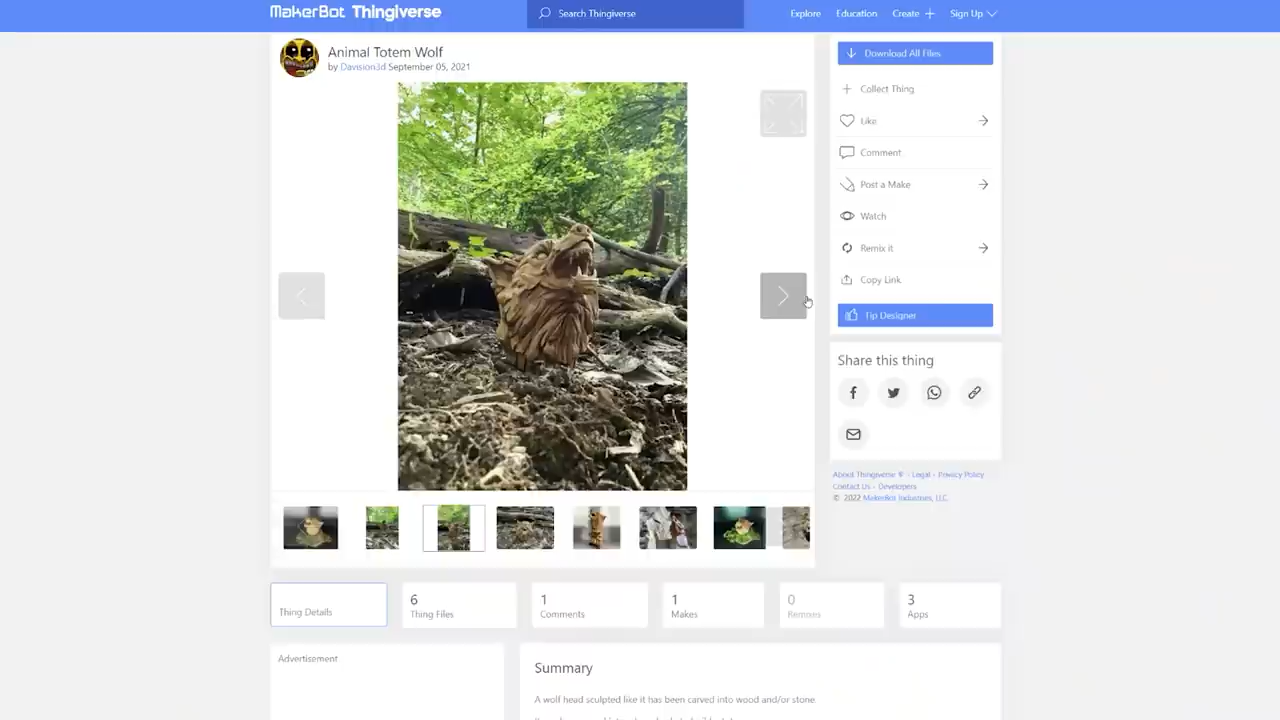 MakerBot Thingiverse
Search Thingiverse
Explore
Education
Create
Sign Up
Animal Totem Wolf
by Davision3d September 05, 2021
Download All Files
Collect Thing
Like
Comment
Post a Make
Watch
Remix it
Copy Link
Tip Designer
Share this thing
About Thingiverse ® - Legal - Privacy Policy
Contact Us - Developers
© 2022 MakerBot Industries, LLC
Thing Details
6
Thing Files
1
Comments
1
Makes
0
Remixes
3
Apps
Advertisement
Summary
A wolf head sculpted like it has been carved into wood and/or stone.